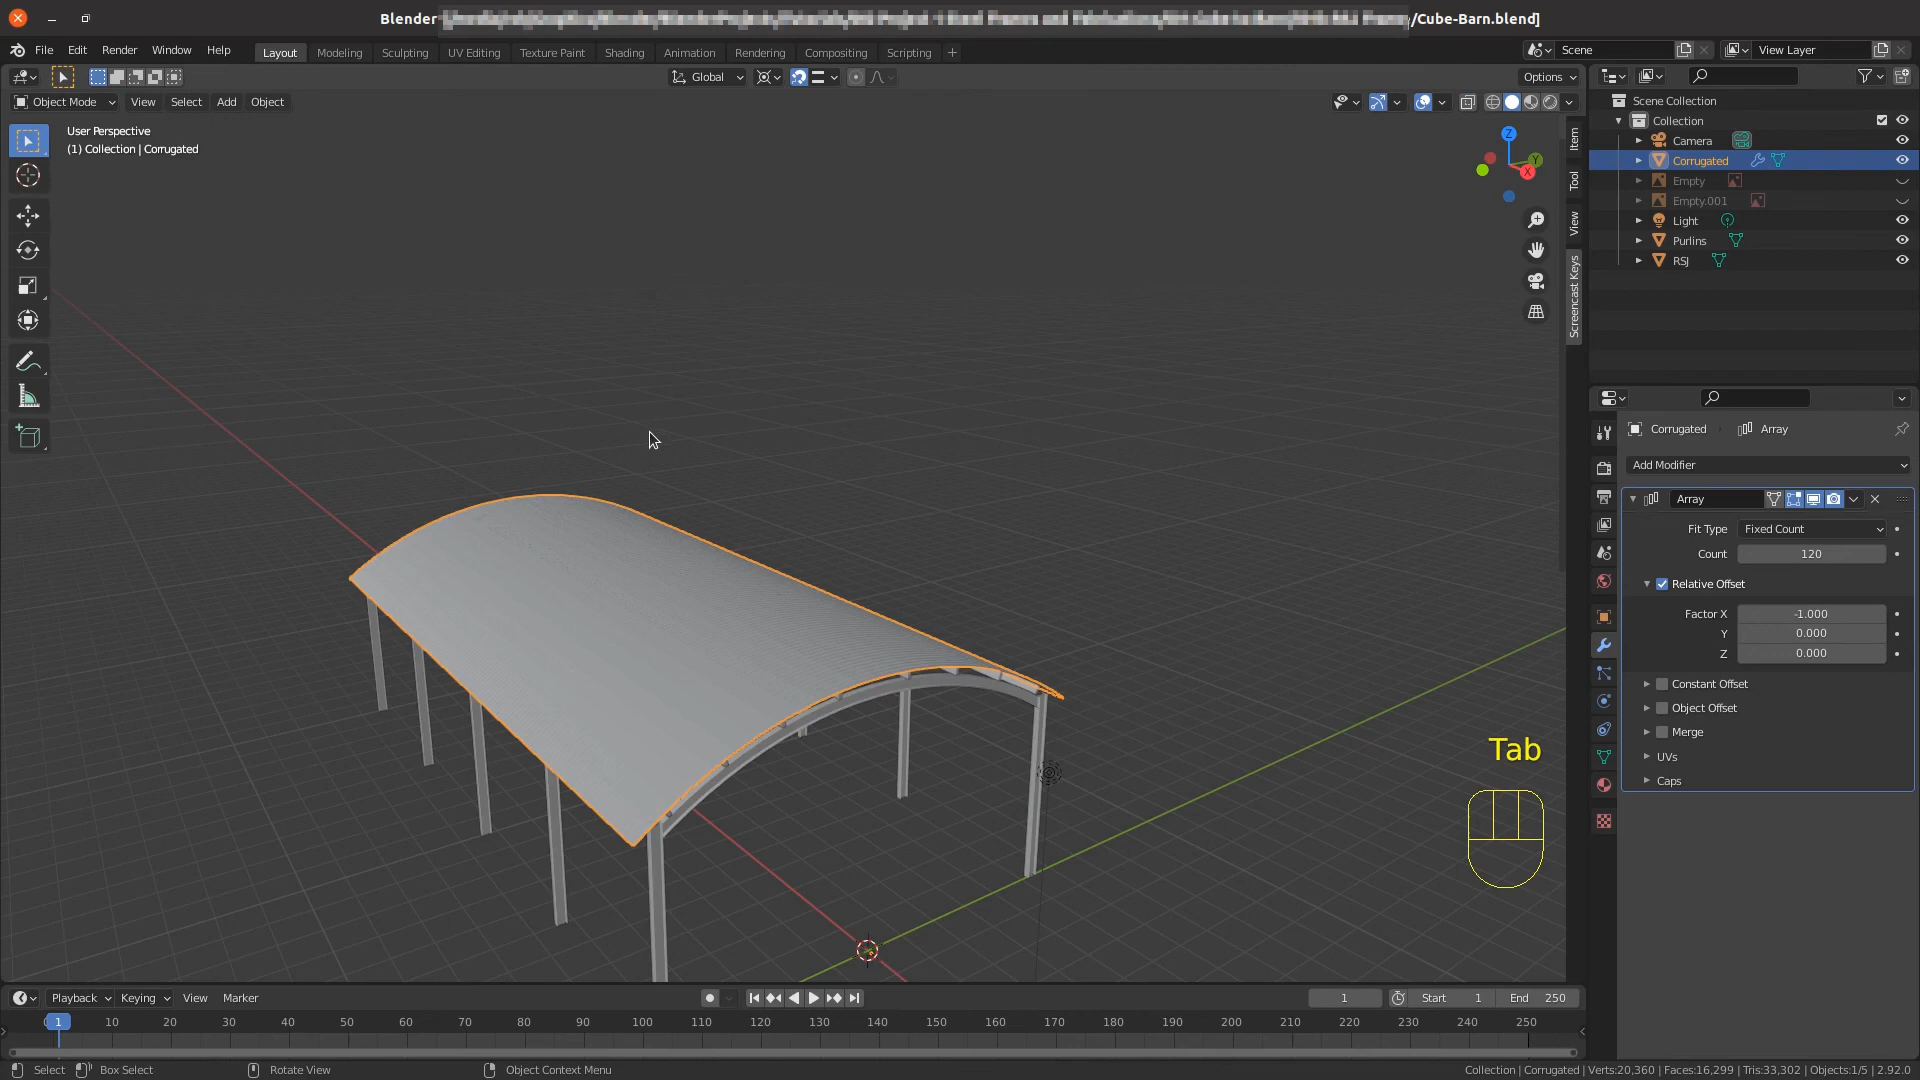 Blender
/Cube-Barn.blend]
File Edit Render Window Help
Layout Modeling Sculpting UV Editing Texture Paint Shading Animation Rendering Compositing Scripting +
Scene
View Layer
Global
Options
Object Mode View Select Add Object
User Perspective
(1) Collection | Corrugated
Z
Y
X
Item
Tool
View
Screencast Keys
Scene Collection
Collection
Camera
Corrugated
Empty
Empty.001
Light
Purlins
RSJ
Corrugated Array
Add Modifier
Array
Fit Type Fixed Count
Count 120
Relative Offset
Factor X -1.000
Y 0.000
Z 0.000
Constant Offset
Object Offset
Merge
UVs
Caps
Tab
Playback Keying View Marker
1 Start 1 End 250
1 10 20 30 40 50 60 70 80 90 100 110 120 130 140 150 160 170 180 190 200 210 220 230 240 250
Select Box Select Rotate View Object Context Menu
Collection | Corrugated | Verts:20,360 | Faces:16,299 | Tris:33,302 | Objects:1/5 | 2.92.0